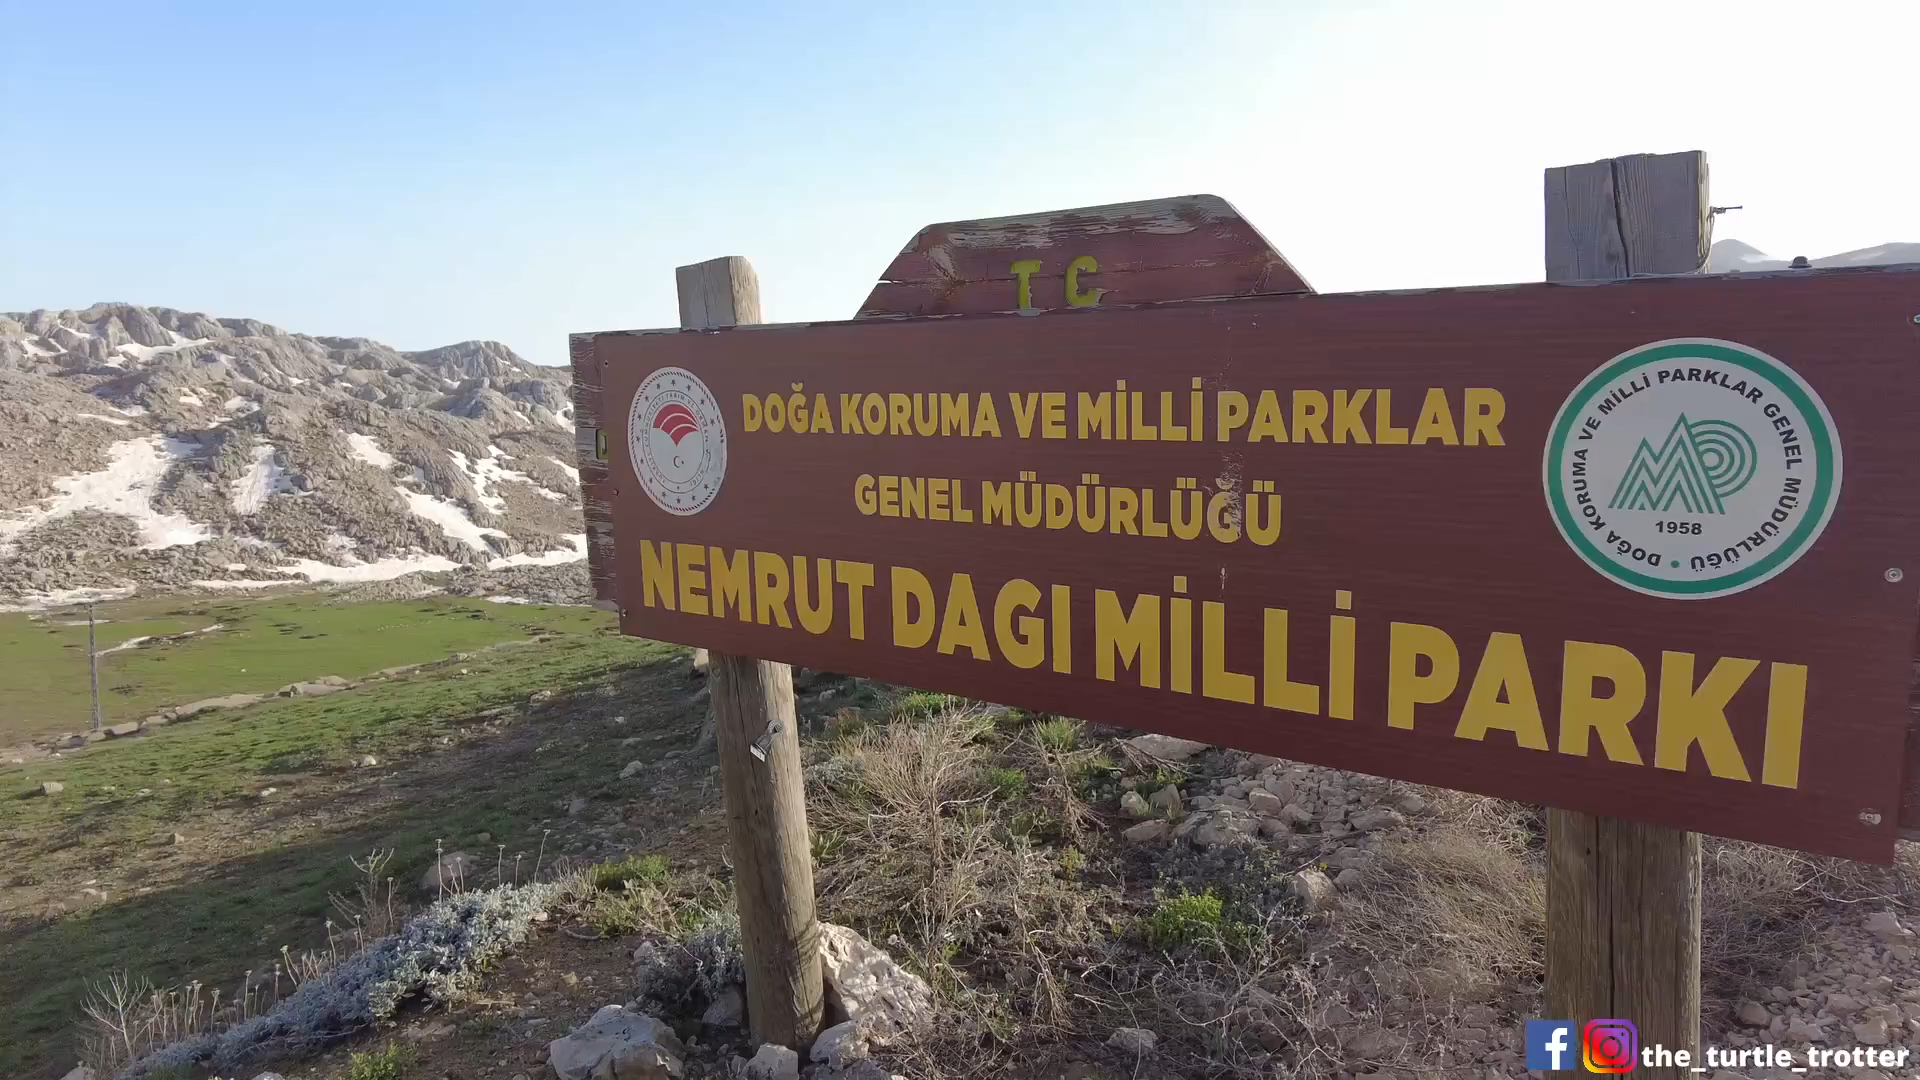 T C
DOĞA KORUMA VE MİLLİ PARKLAR
GENEL MÜDÜRLÜĞÜ
NEMRUT DAGI MİLLİ PARKI
DOĞA KORUMA VE MİLLİ PARKLAR GENEL MÜDÜRLÜĞÜ
1958
the_turtle_trotter